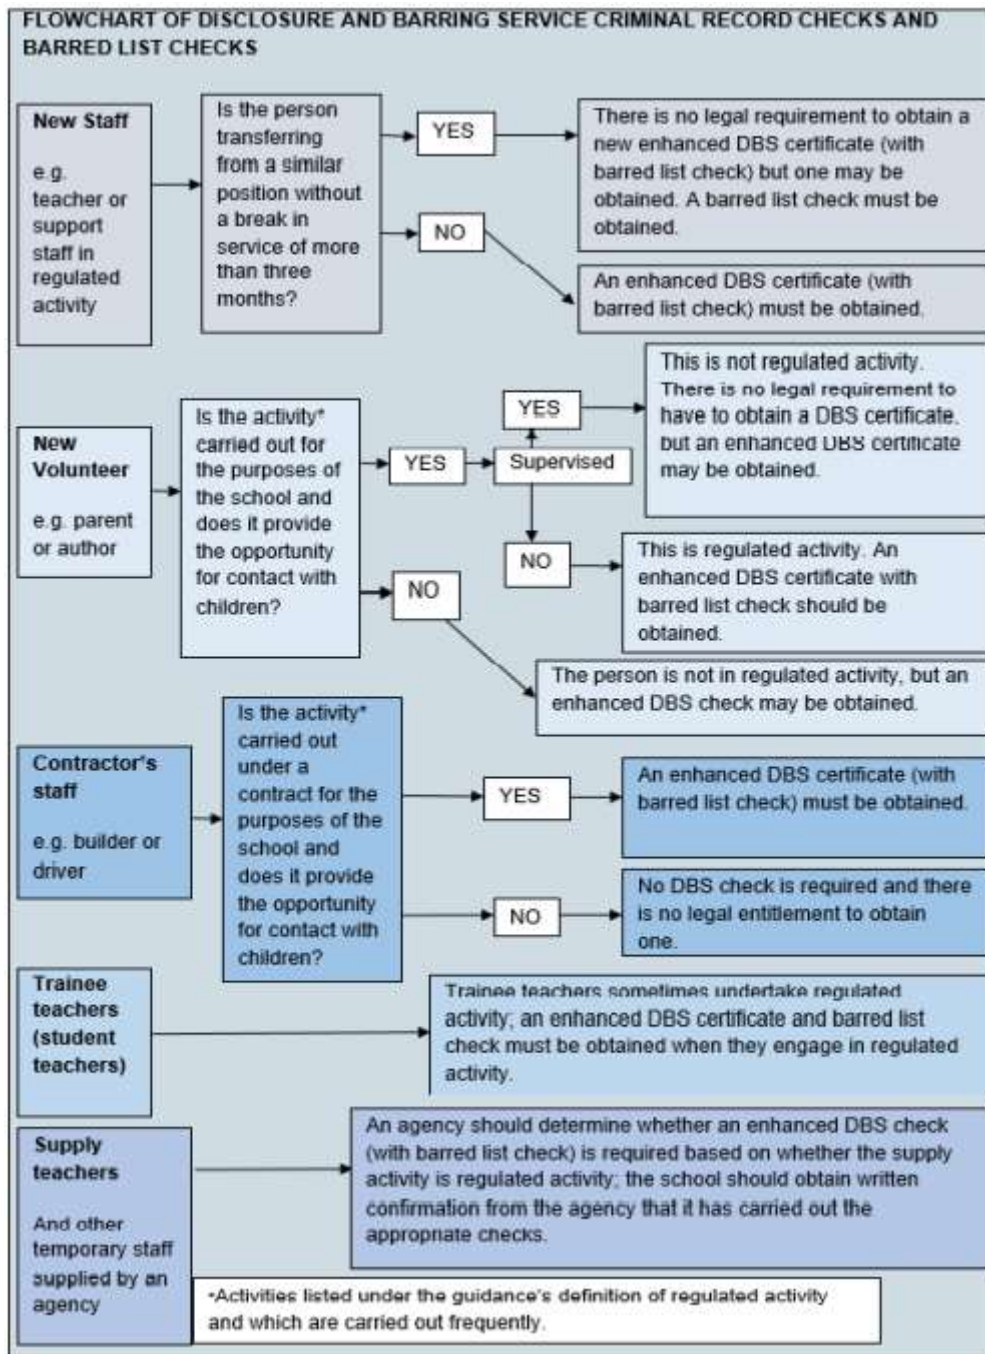 FLOWCHART OF DISCLOSURE AND BARRING SERVICE CRIMINAL RECORD CHECKS AND
BARRED LIST CHECKS
New Staff
e.g.
teacher or
support
staff in
regulated
activity
Is the person
transferring
from a similar
position without
a break in
service of more
than three
months?
YES
There is no legal requirement to obtain a
new enhanced DBS certificate (with
barred list check) but one may be
obtained. A barred list check must be
obtained.
NO
An enhanced DBS certificate (with
barred list check) must be obtained.
New
Volunteer
e.g. parent
or author
Is the activity*
carried out for
the purposes of
the school and
does it provide
the opportunity
for contact with
children?
YES
Supervised
YES
This is not regulated activity.
There is no legal requirement to
have to obtain a DBS certificate,
but an enhanced DBS certificate
may be obtained.
NO
This is regulated activity. An
enhanced DBS certificate with
barred list check should be
obtained.
NO
The person is not in regulated activity, but an
enhanced DBS check may be obtained.
Contractor's
staff
e.g. builder or
driver
Is the activity*
carried out
under a
contract for the
purposes of the
school and
does it provide
the opportunity
for contact with
children?
YES
An enhanced DBS certificate (with
barred list check) must be obtained.
NO
No DBS check is required and there
is no legal entitlement to obtain
one.
Trainee
teachers
(student
teachers)
Trainee teachers sometimes undertake regulated
activity; an enhanced DBS certificate and barred list
check must be obtained when they engage in regulated
activity.
Supply
teachers
And other
temporary staff
supplied by an
agency
An agency should determine whether an enhanced DBS check
(with barred list check) is required based on whether the supply
activity is regulated activity; the school should obtain written
confirmation from the agency that it has carried out the
appropriate checks.
*Activities listed under the guidance's definition of regulated activity
and which are carried out frequently.